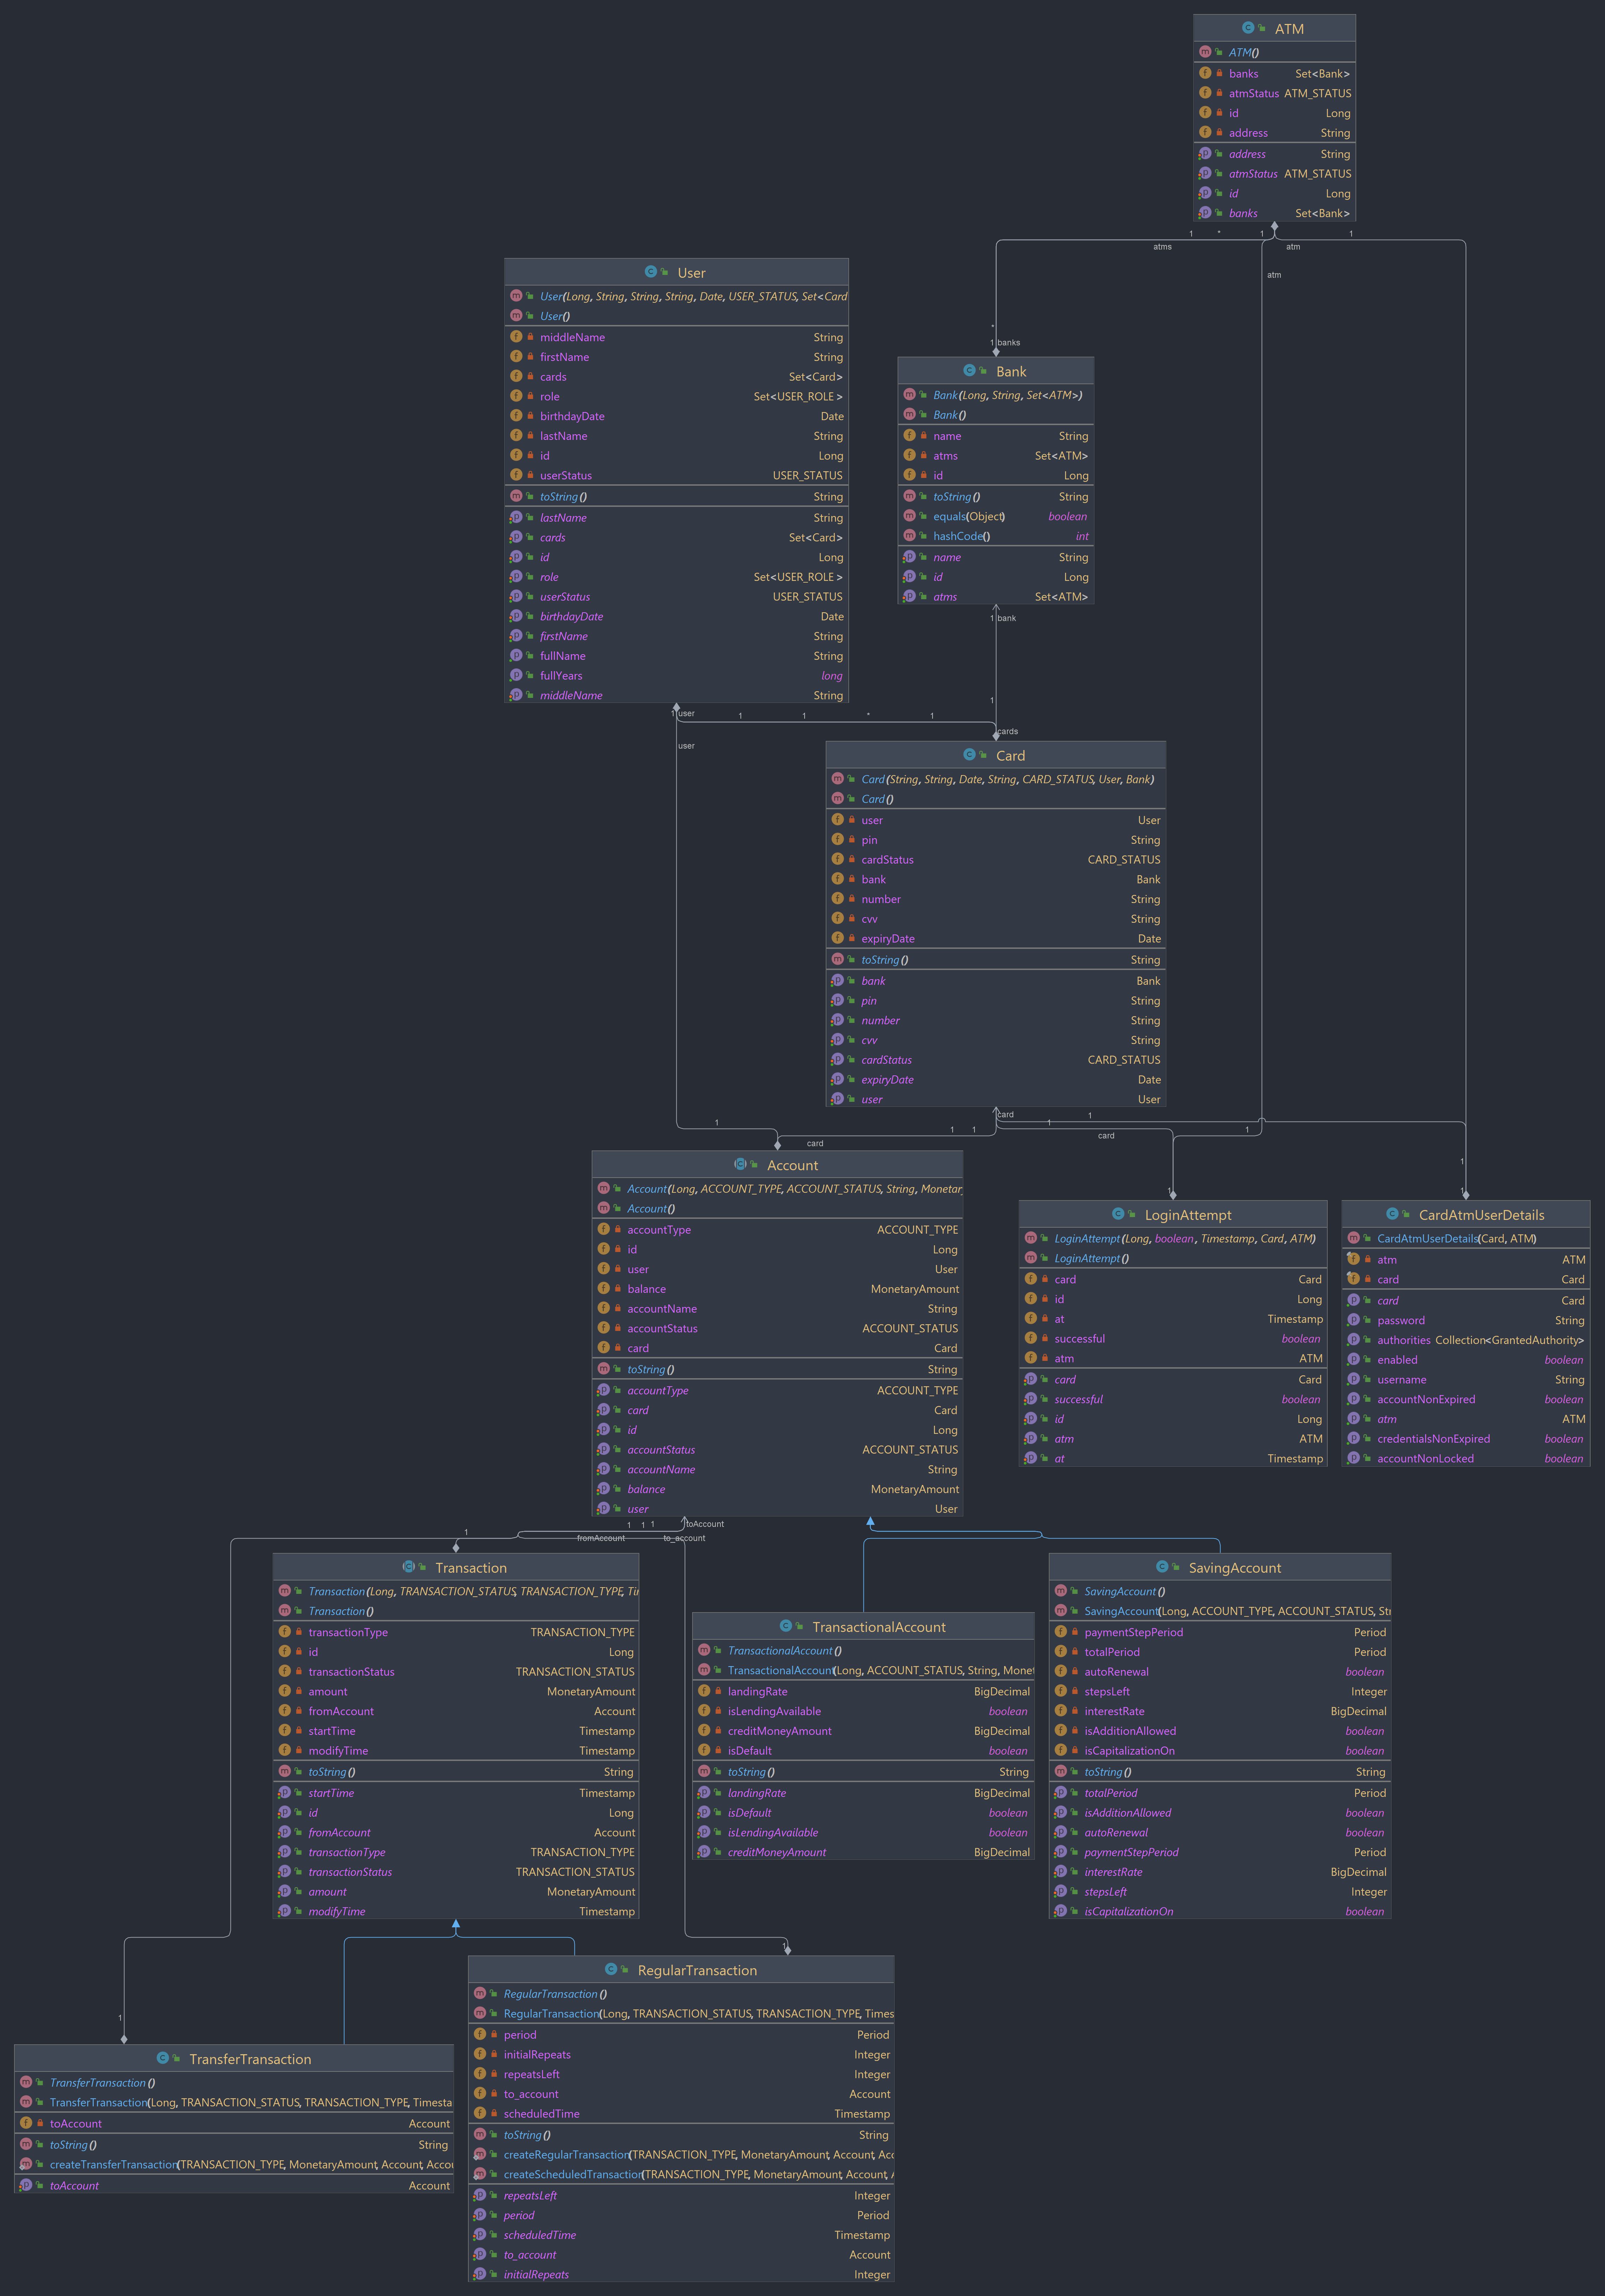 ATM
ATM()
banks Set<Bank>
atmStatus ATM_STATUS
id Long
address String
address String
atmStatus ATM_STATUS
id Long
banks Set<Bank>
1 * 1 1
atms atm
atm
User
User(Long, String, String, String, Date, USER_STATUS, Set<Card
User()
middleName String
firstName String
cards Set<Card>
role Set<USER_ROLE>
birthdayDate Date
lastName String
id Long
userStatus USER_STATUS
toString() String
lastName String
cards Set<Card>
id Long
role Set<USER_ROLE>
userStatus USER_STATUS
birthdayDate Date
firstName String
fullName String
fullYears long
middleName String
*
1 banks
Bank
Bank(Long, String, Set<ATM>)
Bank()
name String
atms Set<ATM>
id Long
toString() String
equals(Object) boolean
hashCode() int
name String
id Long
atms Set<ATM>
1 bank
1
1 user 1 1 * 1
cards
user
Card
Card(String, String, Date, String, CARD_STATUS, User, Bank)
Card()
user User
pin String
cardStatus CARD_STATUS
bank Bank
number String
cvv String
expiryDate Date
toString() String
bank Bank
pin String
number String
cvv String
cardStatus CARD_STATUS
expiryDate Date
user User
card 1
1 1 1 1 1
card card
1
Account
Account(Long, ACCOUNT_TYPE, ACCOUNT_STATUS, String, Monetar
Account()
accountType ACCOUNT_TYPE
id Long
user User
balance MonetaryAmount
accountName String
accountStatus ACCOUNT_STATUS
card Card
toString() String
accountType ACCOUNT_TYPE
card Card
id Long
accountStatus ACCOUNT_STATUS
accountName String
balance MonetaryAmount
user User
1
LoginAttempt
LoginAttempt(Long, boolean, Timestamp, Card, ATM)
LoginAttempt()
card Card
id Long
at Timestamp
successful boolean
atm ATM
card Card
successful boolean
id Long
atm ATM
at Timestamp
1
CardAtmUserDetails
CardAtmUserDetails(Card, ATM)
atm ATM
card Card
card Card
password String
authorities Collection<GrantedAuthority>
enabled boolean
username String
accountNonExpired boolean
atm ATM
credentialsNonExpired boolean
accountNonLocked boolean
1 1 1 toAccount
1
fromAccount to_account
Transaction
Transaction(Long, TRANSACTION_STATUS, TRANSACTION_TYPE, Ti
Transaction()
transactionType TRANSACTION_TYPE
id Long
transactionStatus TRANSACTION_STATUS
amount MonetaryAmount
fromAccount Account
startTime Timestamp
modifyTime Timestamp
toString() String
startTime Timestamp
id Long
fromAccount Account
transactionType TRANSACTION_TYPE
transactionStatus TRANSACTION_STATUS
amount MonetaryAmount
modifyTime Timestamp
TransactionalAccount
TransactionalAccount()
TransactionalAccount(Long, ACCOUNT_STATUS, String, Monet
landingRate BigDecimal
isLendingAvailable boolean
creditMoneyAmount BigDecimal
isDefault boolean
toString() String
landingRate BigDecimal
isDefault boolean
isLendingAvailable boolean
creditMoneyAmount BigDecimal
SavingAccount
SavingAccount()
SavingAccount(Long, ACCOUNT_TYPE, ACCOUNT_STATUS, Stri
paymentStepPeriod Period
totalPeriod Period
autoRenewal boolean
stepsLeft Integer
interestRate BigDecimal
isAdditionAllowed boolean
isCapitalizationOn boolean
toString() String
totalPeriod Period
isAdditionAllowed boolean
autoRenewal boolean
paymentStepPeriod Period
interestRate BigDecimal
stepsLeft Integer
isCapitalizationOn boolean
1
TransferTransaction
TransferTransaction()
TransferTransaction(Long, TRANSACTION_STATUS, TRANSACTION_TYPE, Timesta
toAccount Account
toString() String
createTransferTransaction(TRANSACTION_TYPE, MonetaryAmount, Account, Accou
toAccount Account
1
RegularTransaction
RegularTransaction()
RegularTransaction(Long, TRANSACTION_STATUS, TRANSACTION_TYPE, Times
period Period
initialRepeats Integer
repeatsLeft Integer
to_account Account
scheduledTime Timestamp
toString() String
createRegularTransaction(TRANSACTION_TYPE, MonetaryAmount, Account, Acc
createScheduledTransaction(TRANSACTION_TYPE, MonetaryAmount, Account, A
repeatsLeft Integer
period Period
scheduledTime Timestamp
to_account Account
initialRepeats Integer